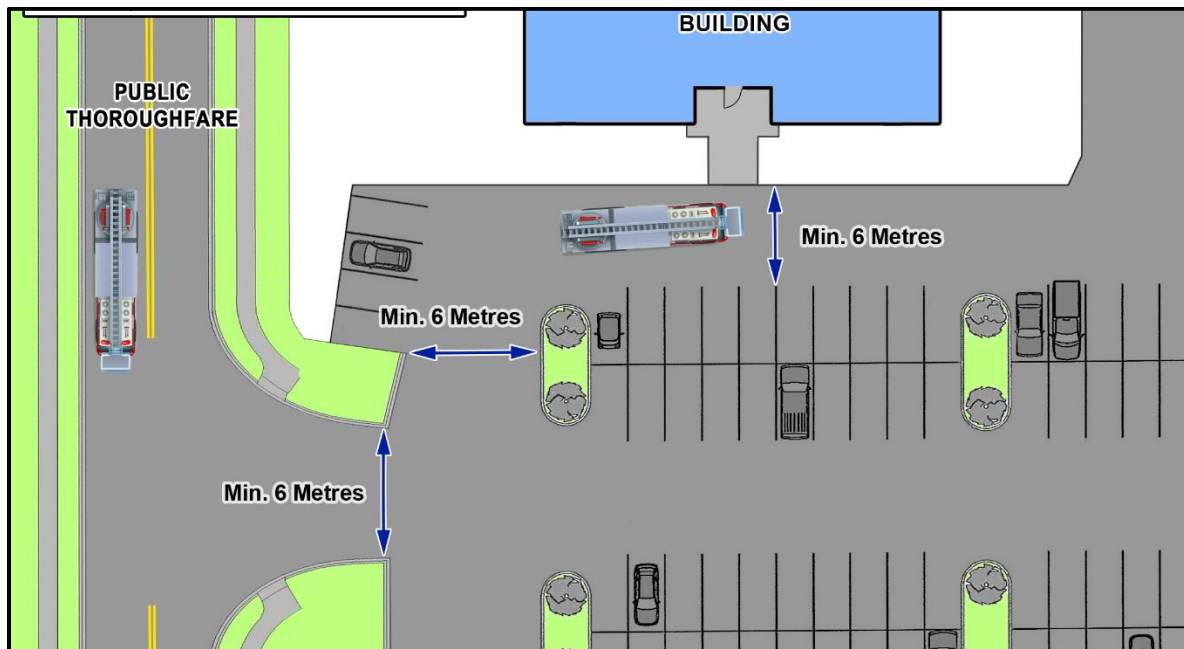 BUILDING
PUBLIC
THOROUGHFARE
Min. 6 Metres
Min. 6 Metres
Min. 6 Metres